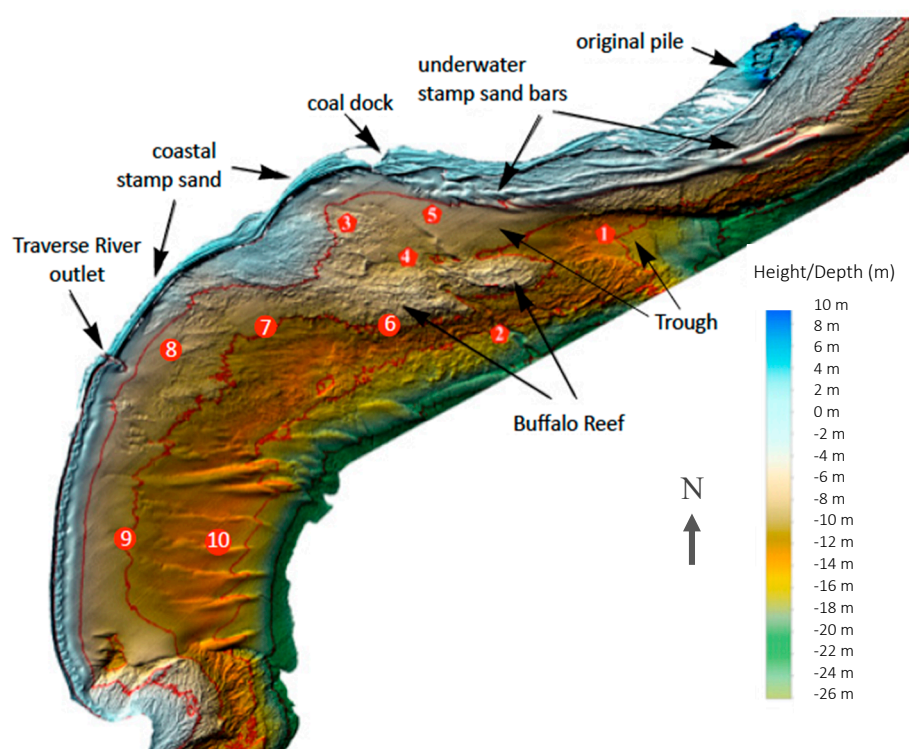 original pile
underwater
stamp sand bars
coal dock
coastal
stamp sand
Traverse River
outlet
3
5
4
1
7
6
2
8
Trough
Buffalo Reef
9
10
N
Height/Depth (m)
10 m
8 m
6 m
4 m
2 m
0 m
-2 m
-4 m
-6 m
-8 m
-10 m
-12 m
-14 m
-16 m
-18 m
-20 m
-22 m
-24 m
-26 m